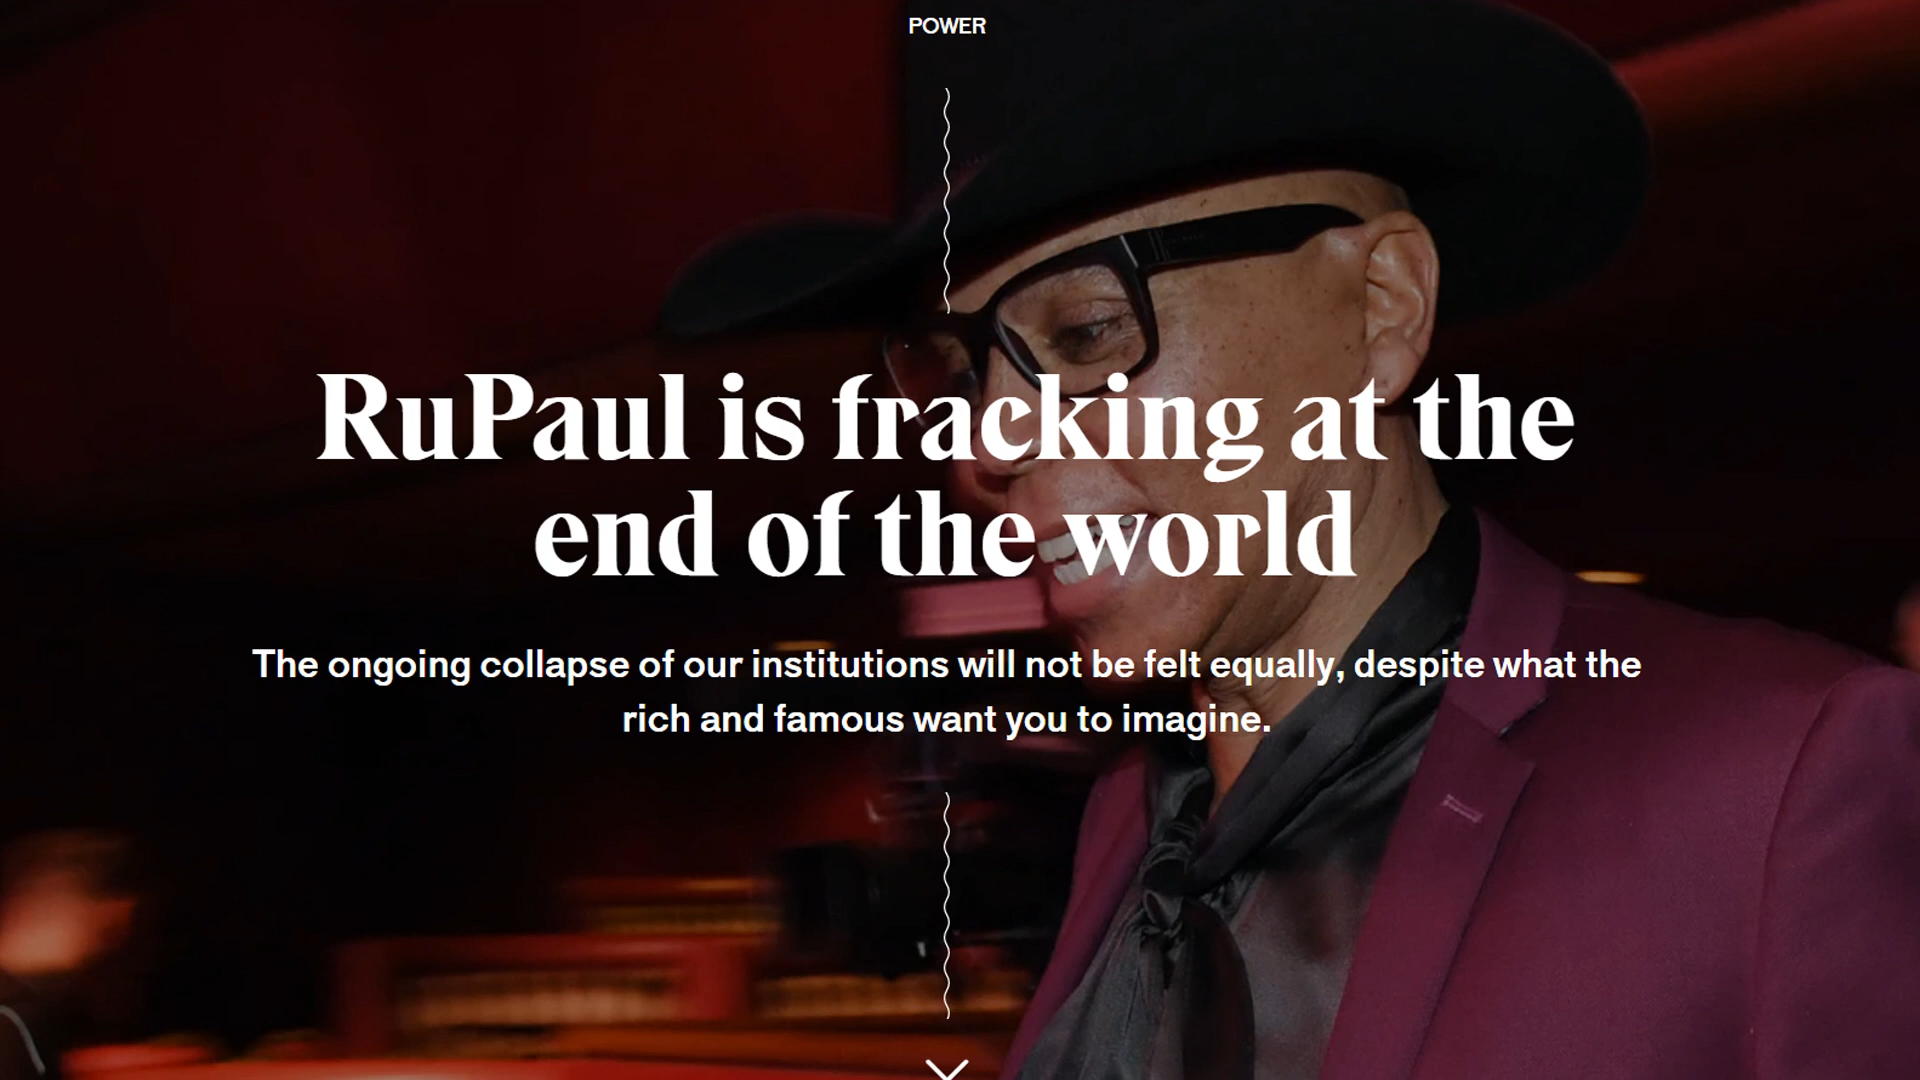 POWER
RuPaul is fracking at the
end of the world
The ongoing collapse of our institutions will not be felt equally, despite what the
rich and famous want you to imagine.